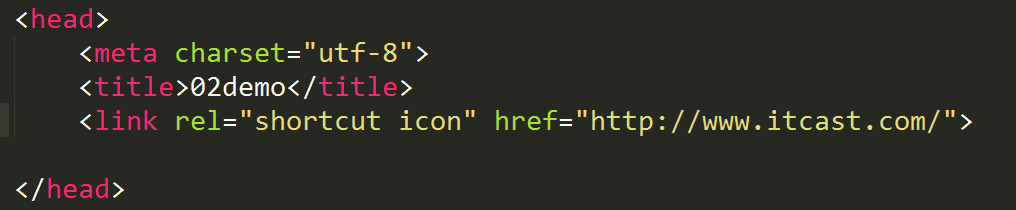 <head>
<meta charset="utf-8">
<title>02demo</title>
<link rel="shortcut icon" href="http://www.itcast.com/">
</head>